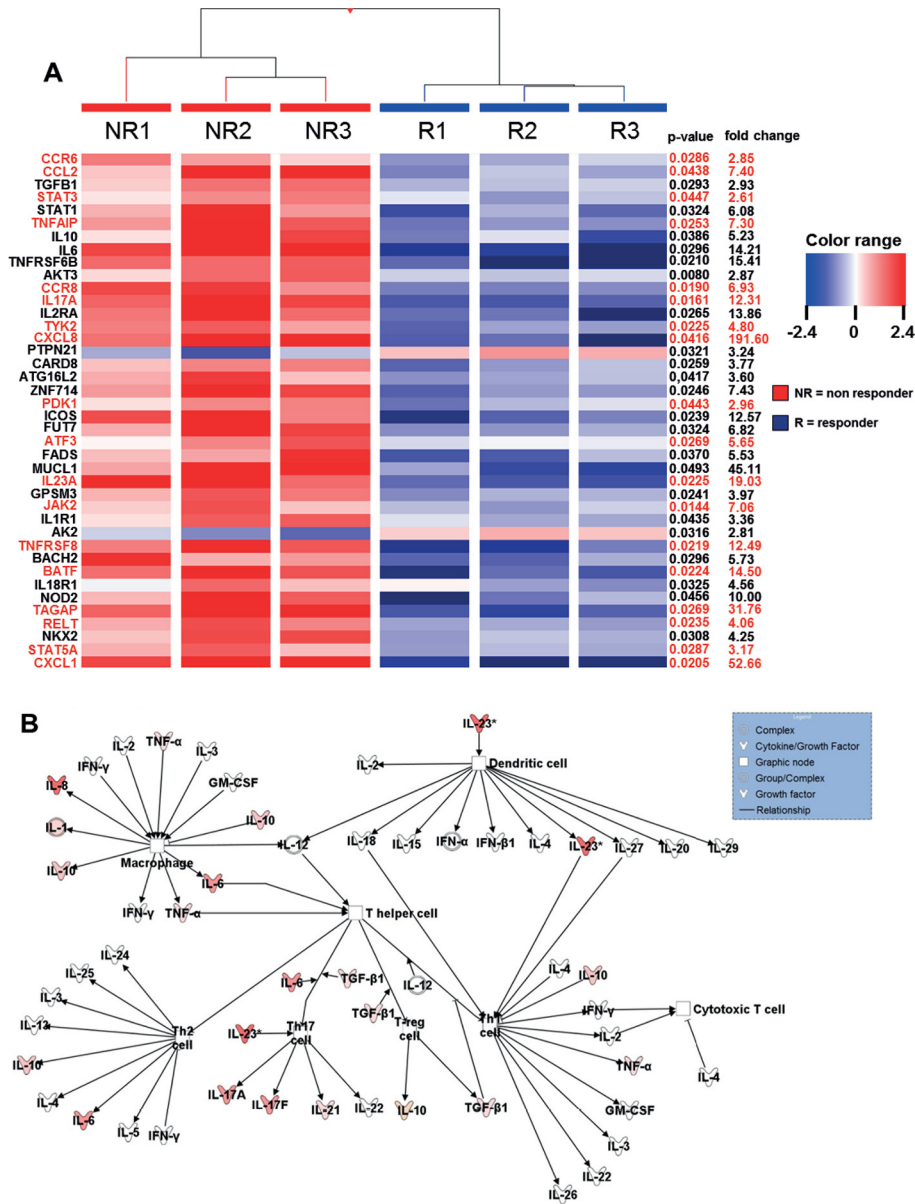 A
NR1 NR2 NR3 R1 R2 R3 p-value fold change
CCR6 0.0286 2.85
CCL2 0.0438 7.40
TGFB1 0.0293 2.93
STAT3 0.0447 2.61
STAT1 0.0324 6.08
TNFAIP 0.0253 7.30
IL10 0.0386 5.23
IL6 0.0296 14.21
TNFRSF6B 0.0210 15.41
AKT3 0.0080 2.87
CCR8 0.0190 6.93
IL17A 0.0161 12.31
IL2RA 0.0265 13.86
TYK2 0.0225 4.80
CXCL8 0.0416 191.60
PTPN21 0.0321 3.24
CARD8 0.0259 3.77
ATG16L2 0.0417 3.60
ZNF714 0.0246 7.43
PDK1 0.0443 2.96
ICOS 0.0239 12.57
FUT7 0.0324 6.82
ATF3 0.0269 5.65
FADS 0.0370 5.53
MUCL1 0.0493 45.11
IL23A 0.0225 19.03
GPSM3 0.0241 3.97
JAK2 0.0144 7.06
IL1R1 0.0435 3.36
AK2 0.0316 2.81
TNFRSF8 0.0219 12.49
BACH2 0.0296 5.73
BATF 0.0224 14.50
IL18R1 0.0325 4.56
NOD2 0.0456 10.00
TAGAP 0.0269 31.76
RELT 0.0235 4.06
NKX2 0.0308 4.25
STAT5A 0.0287 3.17
CXCL1 0.0205 52.66
Color range
-2.4 0 2.4
NR = non responder
R = responder
B
IL-23*
Legend
Complex
Cytokine/Growth Factor
Graphic node
Group/Complex
Growth factor
Relationship
IL-2 TNF-α IL-3
IFN-γ GM-CSF
IL-8
IL-1 IL-10
IL-10 Macrophage IL-12
IL-6
IFN-γ TNF-α
IL-2 Dendritic cell
IL-18 IL-15 IFN-α IFN-β1 IL-4 IL-23* IL-27 IL-20 IL-29
T helper cell
IL-24
IL-25
IL-3
IL-13
Th2
cell
IL-10
IL-4
IL-6
IL-5 IFN-γ
IL-6 TGF-β1
IL-23* Th17
cell
IL-17A IL-17F IL-21 IL-22
IL-12
TGF-β1
T-reg
cell
IL-10 TGF-β1
Th1
cell
IL-4 IL-10
IFN-γ Cytotoxic T cell
IL-2
TNF-α IL-4
GM-CSF
IL-3
IL-22
IL-26